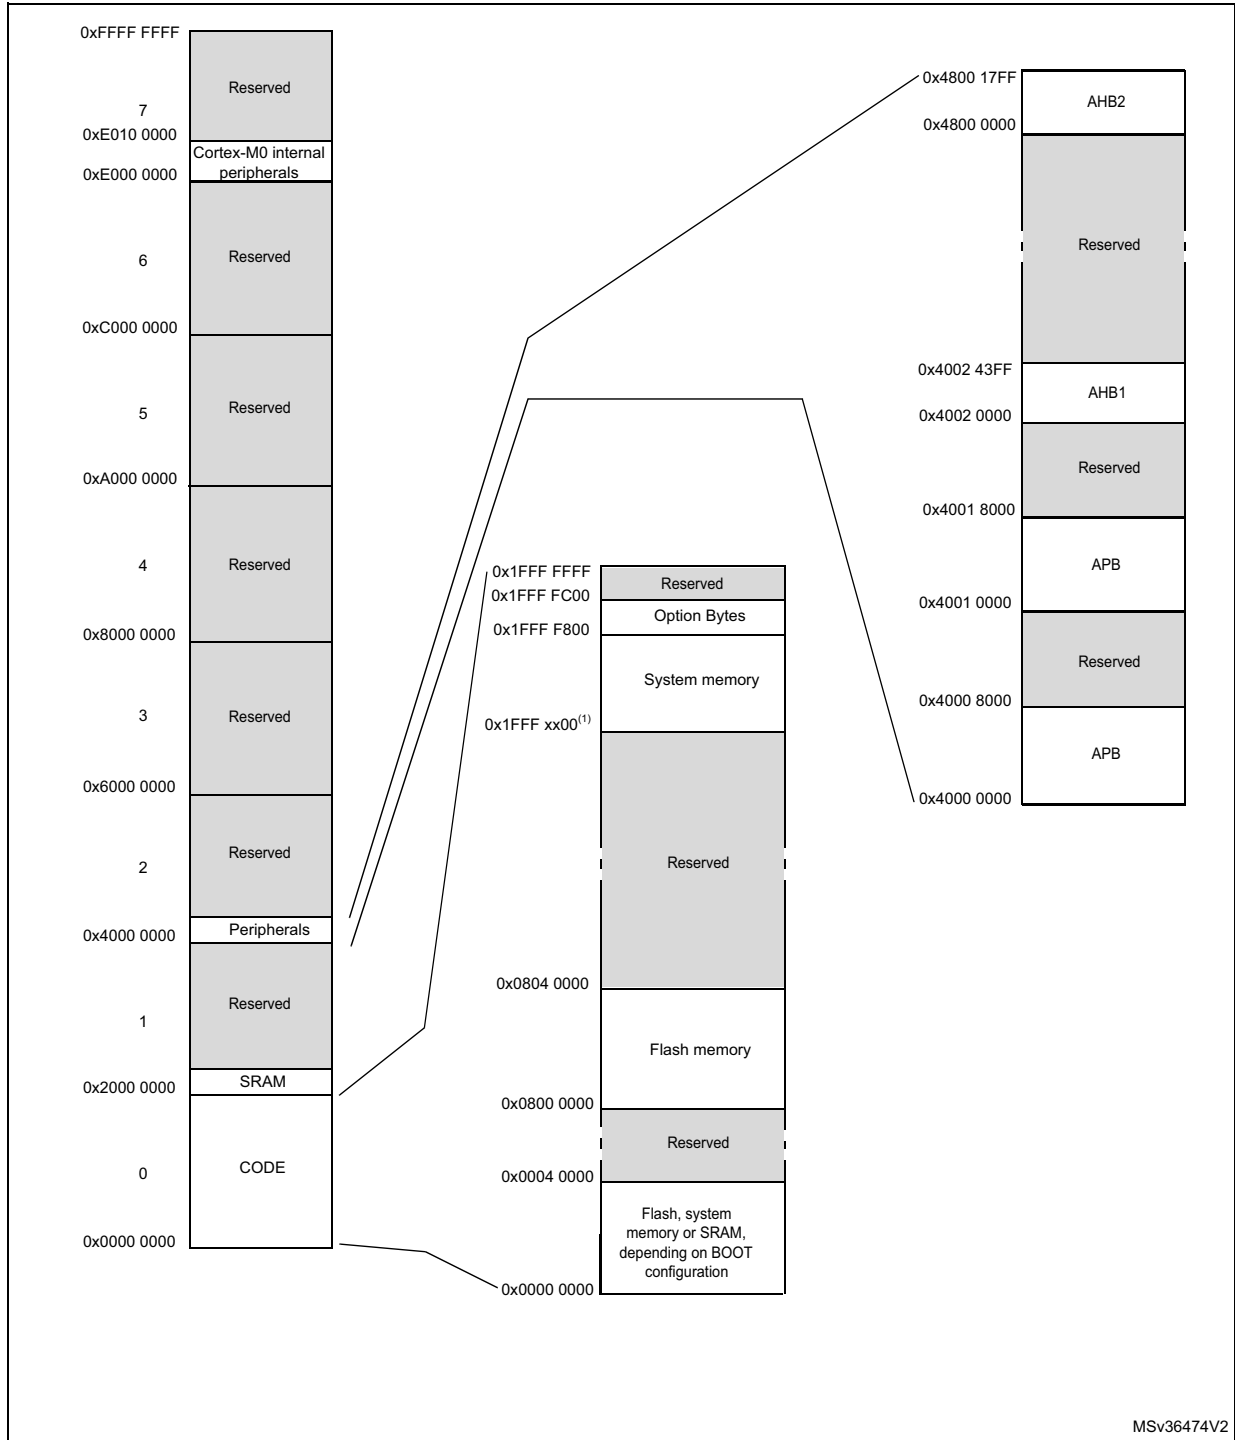 0xFFFF FFFF
Reserved
7
0xE010 0000
Cortex-M0 internal
peripherals
0xE000 0000
Reserved
6
0xC000 0000
Reserved
5
0xA000 0000
Reserved
4
0x8000 0000
Reserved
3
0x6000 0000
Reserved
2
Peripherals
0x4000 0000
Reserved
1
SRAM
0x2000 0000
CODE
0
0x0000 0000
0x1FFF FFFF
Reserved
0x1FFF FC00
Option Bytes
0x1FFF F800
System memory
0x1FFF xx00(1)
Reserved
0x0804 0000
Flash memory
0x0800 0000
Reserved
0x0004 0000
Flash, system
memory or SRAM,
depending on BOOT
configuration
0x0000 0000
0x4800 17FF
AHB2
0x4800 0000
Reserved
0x4002 43FF
AHB1
0x4002 0000
Reserved
0x4001 8000
APB
0x4001 0000
Reserved
0x4000 8000
APB
0x4000 0000
MSv36474V2